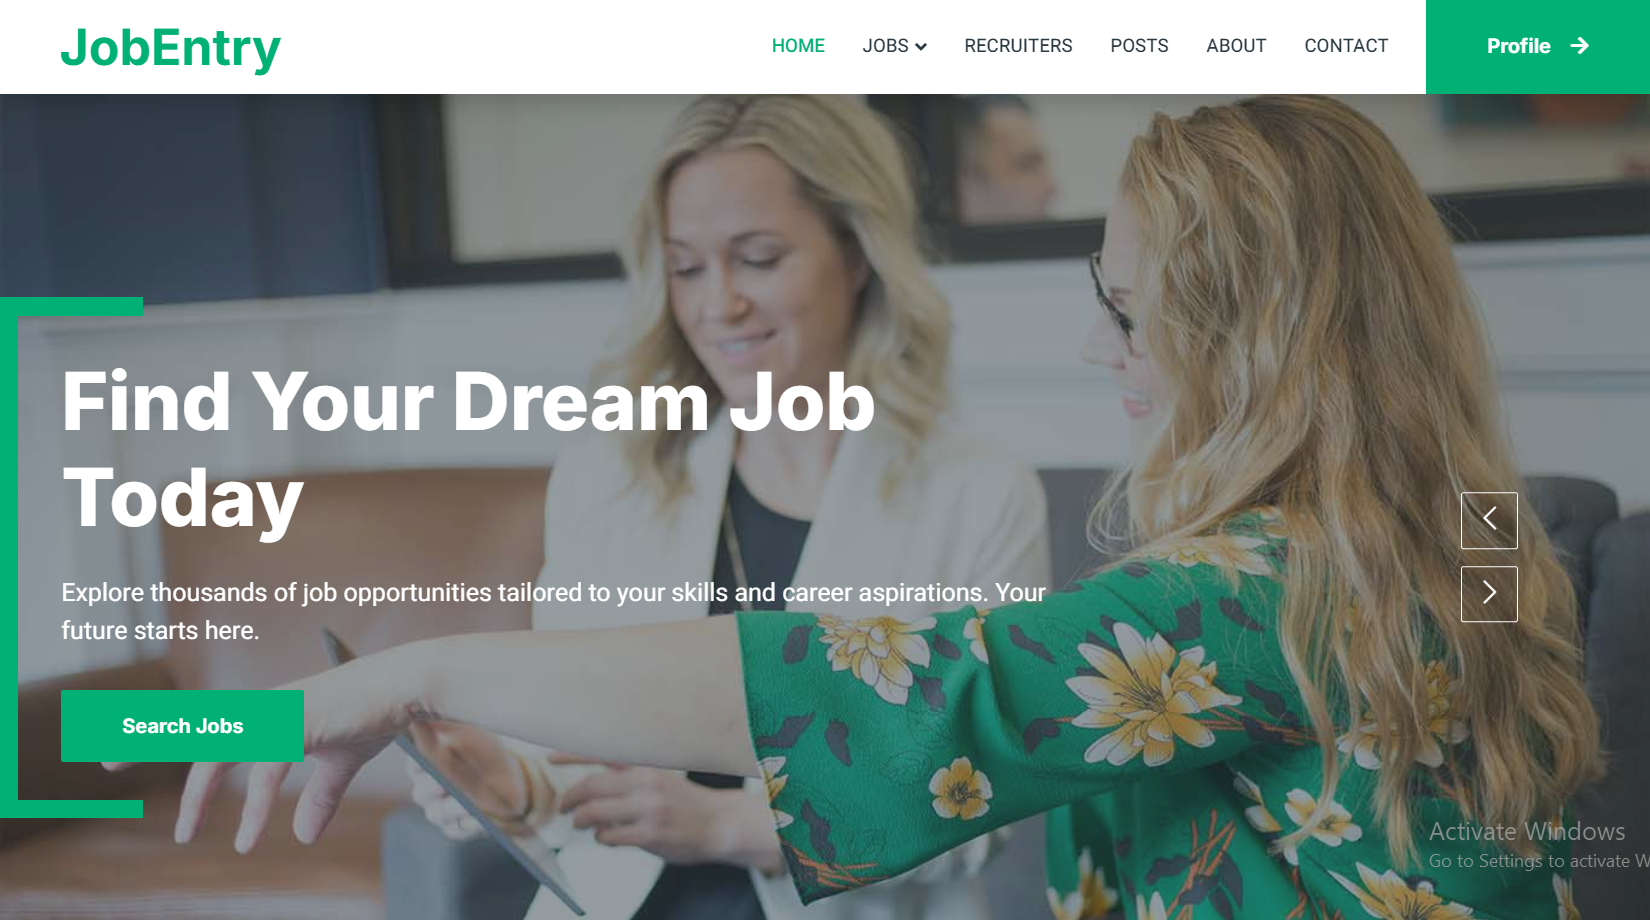 JobEntry
HOME JOBS RECRUITERS POSTS ABOUT CONTACT
Profile
Find Your Dream Job
Today
Explore thousands of job opportunities tailored to your skills and career aspirations. Your
future starts here.
Search Jobs
Activate Windows
Go to Settings to activate W